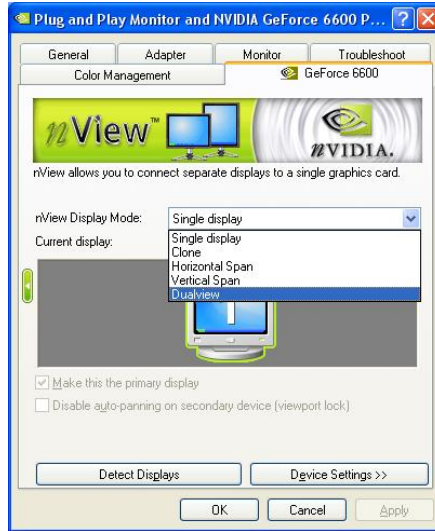 Plug and Play Monitor and NVIDIA GeForce 6600 P...
General Adapter Monitor Troubleshoot
Color Management GeForce 6600
nView™ nVIDIA.
nView allows you to connect separate displays to a single graphics card.
nView Display Mode: Single display
Current display: Single display
Clone
Horizontal Span
Vertical Span
Dualview
1
Make this the primary display
Disable auto-panning on secondary device (viewport lock)
Detect Displays Device Settings >>
OK Cancel Apply